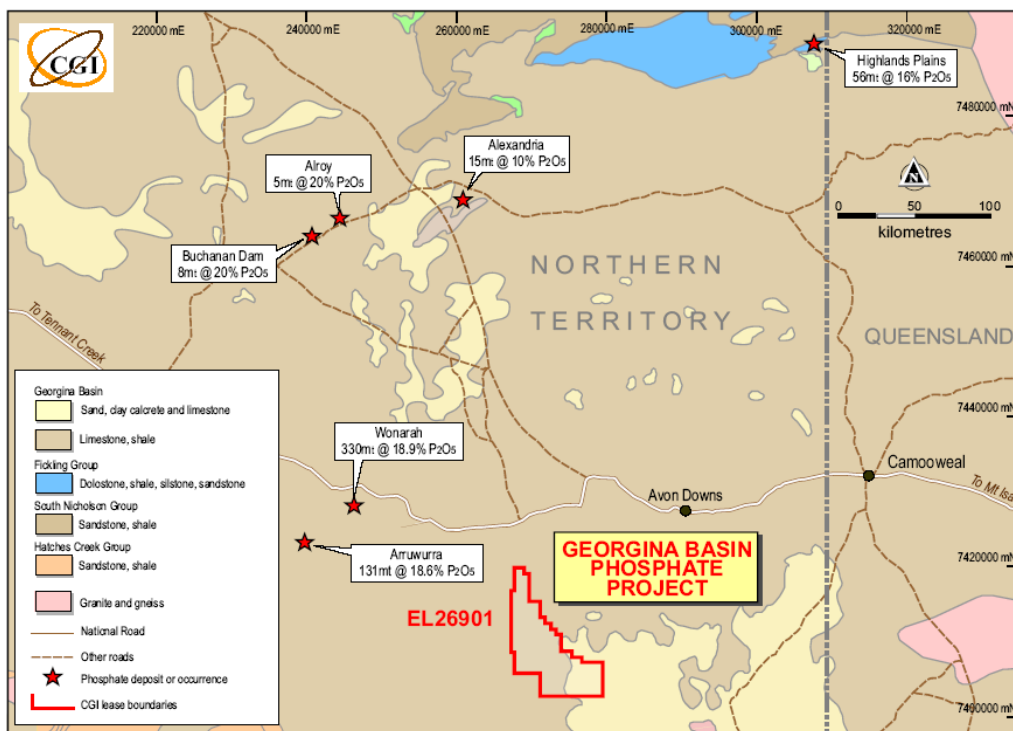 220000 mE
240000 mE
260000 mE
280000 mE
300000 mE
320000 mE
CGI
Highlands Plains
56mt @ 16% P2O5
7480000 mN
Alexandria
15mt @ 10% P2O5
Alroy
5mt @ 20% P2O5
N
0 50 100
kilometres
Buchanan Dam
8mt @ 20% P2O5
NORTHERN
TERRITORY
7460000 mN
To Tennant Creek
QUEENSLAND
Georgina Basin
Sand, clay calcrete and limestone
Limestone, shale
Fickling Group
Dolostone, shale, silstone, sandstone
South Nicholson Group
Sandstone, shale
Hatches Creek Group
Sandstone, shale
Granite and gneiss
National Road
Other roads
Phosphate deposit or occurrence
CGI lease boundaries
7440000 mN
Wonarah
330mt @ 18.9% P2O5
Camooweal
To Mt Isa
Avon Downs
Arruwurra
131mt @ 18.6% P2O5
GEORGINA BASIN
PHOSPHATE
PROJECT
7420000 mN
EL26901
7490000 mN